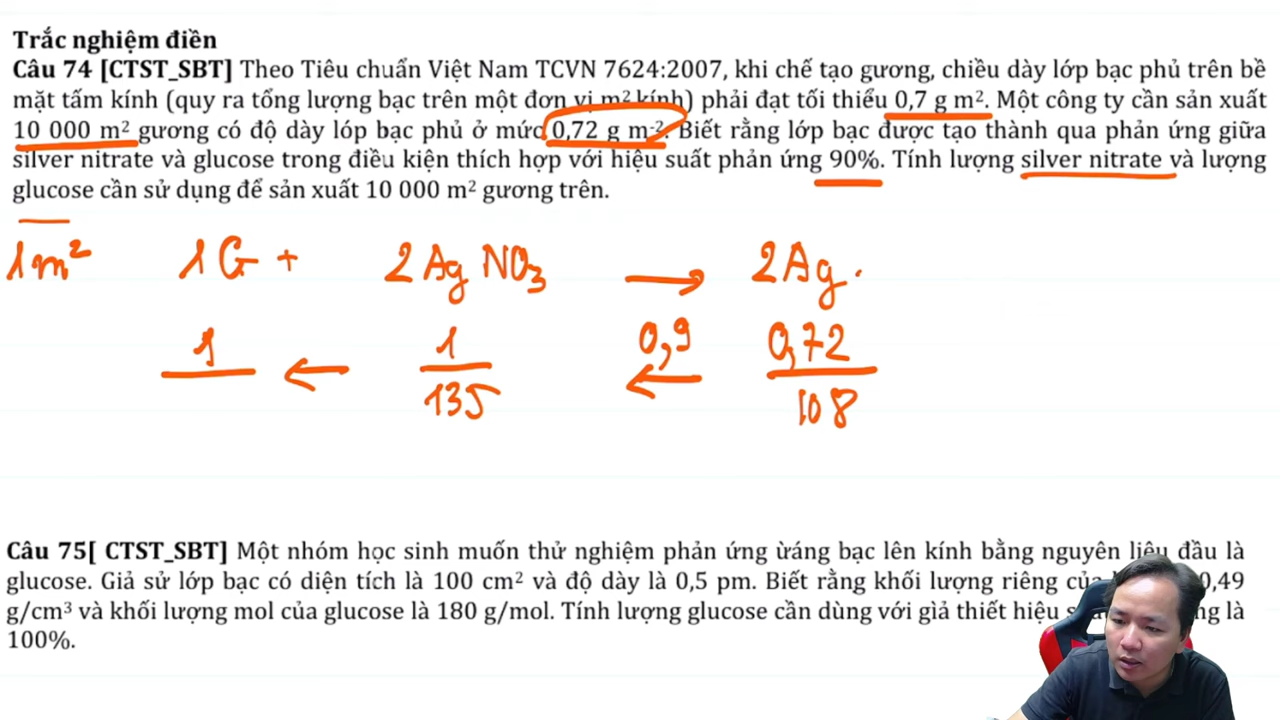 Trắc nghiệm điền
Câu 74 [CTST_SBT] Theo Tiêu chuẩn Việt Nam TCVN 7624:2007, khi chế tạo gương, chiều dày lớp bạc phủ trên bề
mặt tấm kính (quy ra tổng lượng bạc trên một đơn vị m² kính) phải đạt tối thiểu 0,7 g m². Một công ty cần sản xuất
10 000 m² gương có độ dày lóp bạc phủ ở mức 0,72 g m⁻². Biết rằng lớp bạc được tạo thành qua phản ứng giữa
silver nitrate và glucose trong điều kiện thích hợp với hiệu suất phản ứng 90%. Tính lượng silver nitrate và lượng
glucose cần sử dụng để sản xuất 10 000 m² gương trên.
1m² 1G + 2AgNO₃ → 2Ag.
1 ← 1/135 0,9 ← 0,72/108
Câu 75[ CTST_SBT] Một nhóm học sinh muốn thử nghiệm phản ứng ừáng bạc lên kính bằng nguyên liệu đầu là
glucose. Giả sử lớp bạc có diện tích là 100 cm² và độ dày là 0,5 pm. Biết rằng khối lượng riêng của 0,49
g/cm³ và khối lượng mol của glucose là 180 g/mol. Tính lượng glucose cần dùng với gìả thiết hiệu ng là
100%.